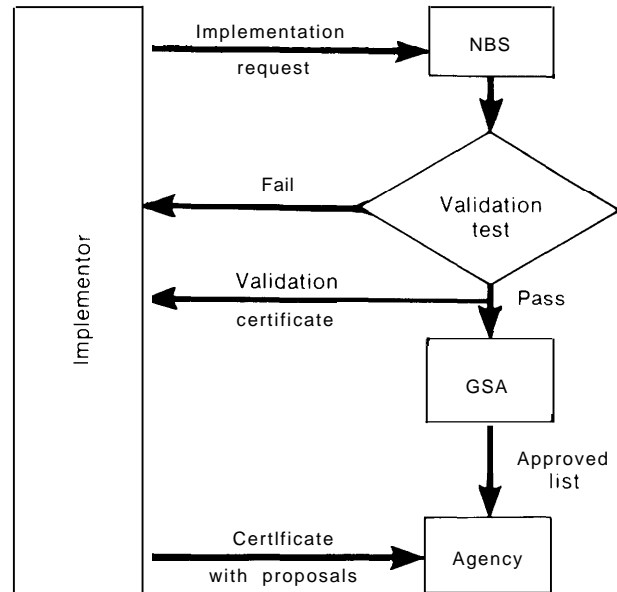 Implementation
request
NBS
Fail
Validation
test
Validation
certificate
Pass
Implementor
GSA
Approved
list
Certlficate
with proposals
Agency